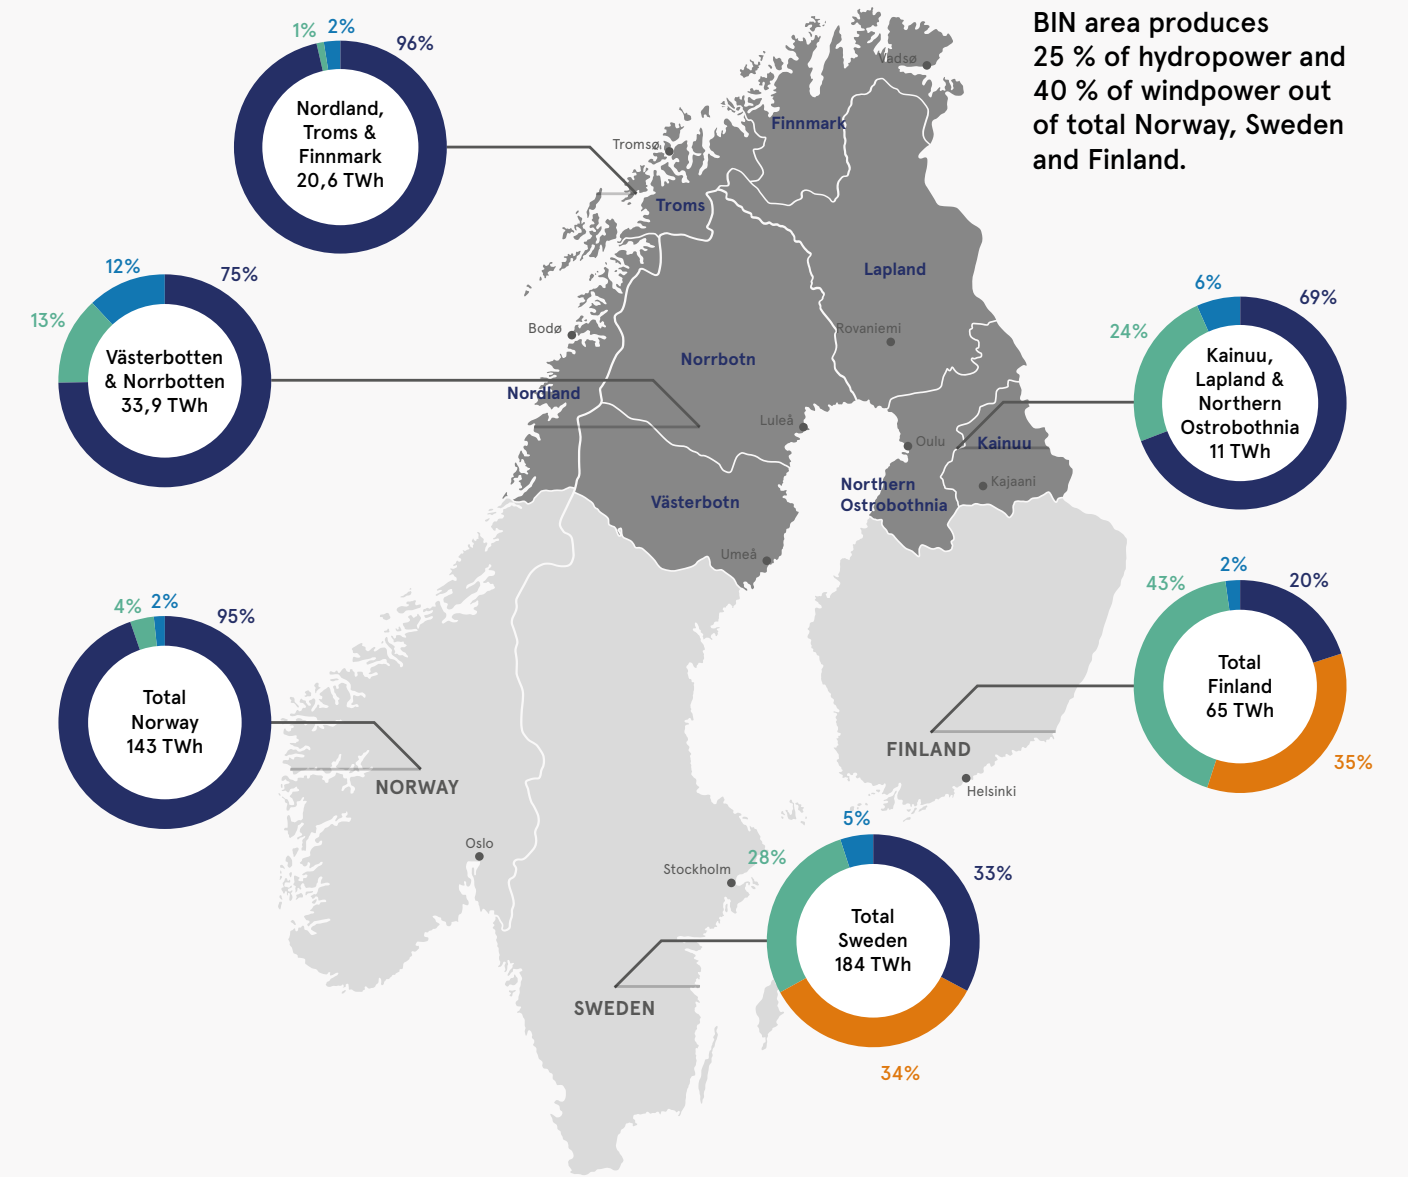 BIN area produces
25 % of hydropower and
40 % of windpower out
of total Norway, Sweden
and Finland.
1%
2%
96%
Nordland,
Troms &
Finnmark
20,6 TWh
12%
75%
13%
Västerbotten
& Norrbotten
33,9 TWh
6%
69%
24%
Kainuu,
Lapland &
Northern
Ostrobothnia
11 TWh
4%
2%
95%
Total
Norway
143 TWh
43%
2%
20%
35%
Total
Finland
65 TWh
5%
28%
33%
34%
Total
Sweden
184 TWh
Vadsø
Finnmark
Tromsø
Troms
Lapland
Bodø
Rovaniemi
Norrbotn
Nordland
Luleå
Oulu
Kainuu
Kajaani
Northern
Ostrobothnia
Västerbotn
Umeå
FINLAND
Helsinki
NORWAY
Oslo
Stockholm
SWEDEN